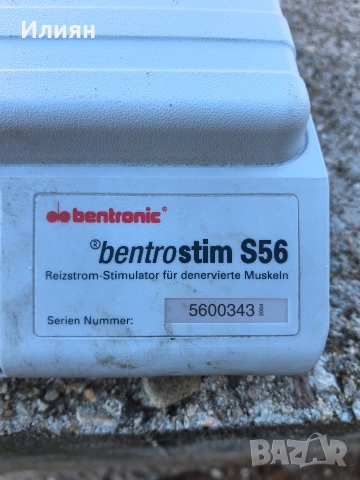 Илиян
bentronic®
®bentrostim S56
Reizstrom-Stimulator für denervierte Muskeln
Serien Nummer: 5600343
BAZAR